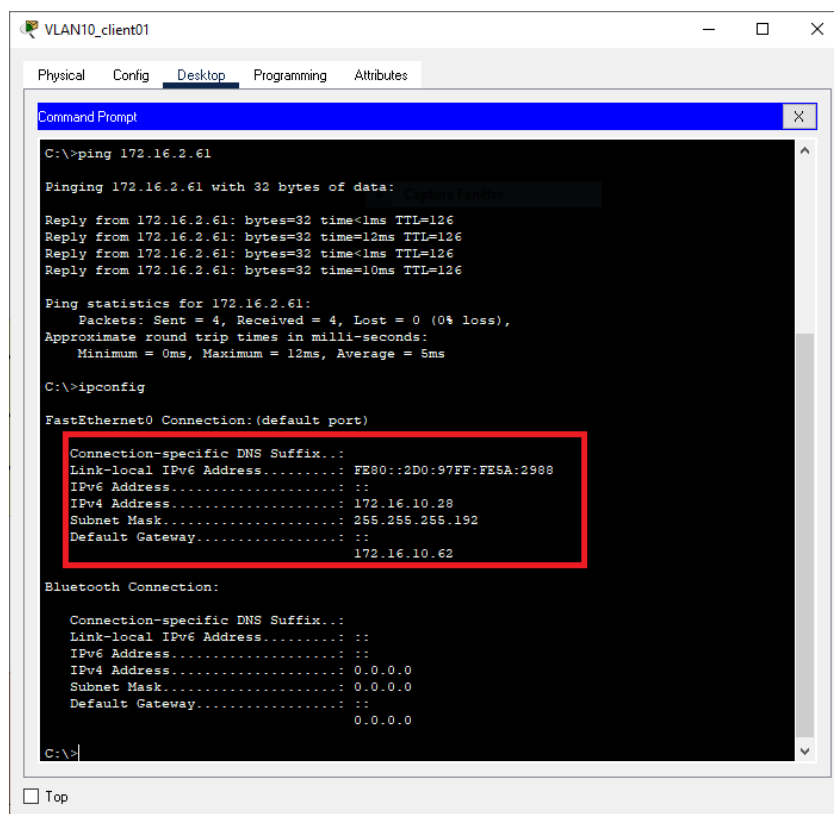 VLAN10_client01
Physical Config Desktop Programming Attributes
Command Prompt X
C:\>ping 172.16.2.61
Pinging 172.16.2.61 with 32 bytes of data:
Capture Fenêtre
Reply from 172.16.2.61: bytes=32 time<1ms TTL=126
Reply from 172.16.2.61: bytes=32 time=12ms TTL=126
Reply from 172.16.2.61: bytes=32 time<1ms TTL=126
Reply from 172.16.2.61: bytes=32 time=10ms TTL=126
Ping statistics for 172.16.2.61:
Packets: Sent = 4, Received = 4, Lost = 0 (0% loss),
Approximate round trip times in milli-seconds:
Minimum = 0ms, Maximum = 12ms, Average = 5ms
C:\>ipconfig
FastEthernet0 Connection:(default port)
Connection-specific DNS Suffix..:
Link-local IPv6 Address.........: FE80::2D0:97FF:FE5A:2988
IPv6 Address....................: ::
IPv4 Address....................: 172.16.10.28
Subnet Mask.....................: 255.255.255.192
Default Gateway.................: ::
172.16.10.62
Bluetooth Connection:
Connection-specific DNS Suffix..:
Link-local IPv6 Address.........: ::
IPv6 Address....................: ::
IPv4 Address....................: 0.0.0.0
Subnet Mask.....................: 0.0.0.0
Default Gateway.................: ::
0.0.0.0
C:\>
Top